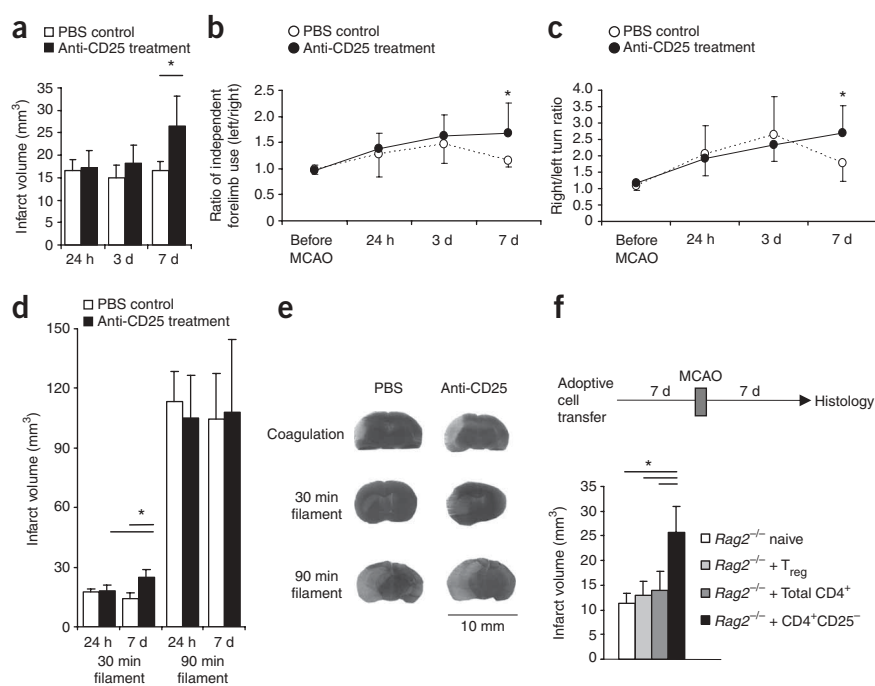 a
PBS control
Anti-CD25 treatment
*
Infarct volume (mm³)
35
30
25
20
15
10
5
0
24 h 3 d 7 d
b
PBS control
Anti-CD25 treatment
*
Ratio of independent
forelimb use (left/right)
2.5
2.0
1.5
1.0
0.5
0
Before
MCAO
24 h 3 d 7 d
c
PBS control
Anti-CD25 treatment
*
Right/left turn ratio
4.0
3.5
3.0
2.5
2.0
1.5
1.0
0.5
0
Before
MCAO
24 h 3 d 7 d
d
PBS control
Anti-CD25 treatment
*
Infarct volume (mm³)
150
120
90
60
30
0
24 h 7 d 24 h 7 d
30 min
filament
90 min
filament
e
PBS Anti-CD25
Coagulation
30 min
filament
90 min
filament
10 mm
f
Adoptive
cell
transfer
7 d
MCAO
7 d
Histology
*
Infarct volume (mm³)
35
30
25
20
15
10
5
0
Rag2⁻/⁻ naive
Rag2⁻/⁻ + Treg
Rag2⁻/⁻ + Total CD4⁺
Rag2⁻/⁻ + CD4⁺CD25⁻